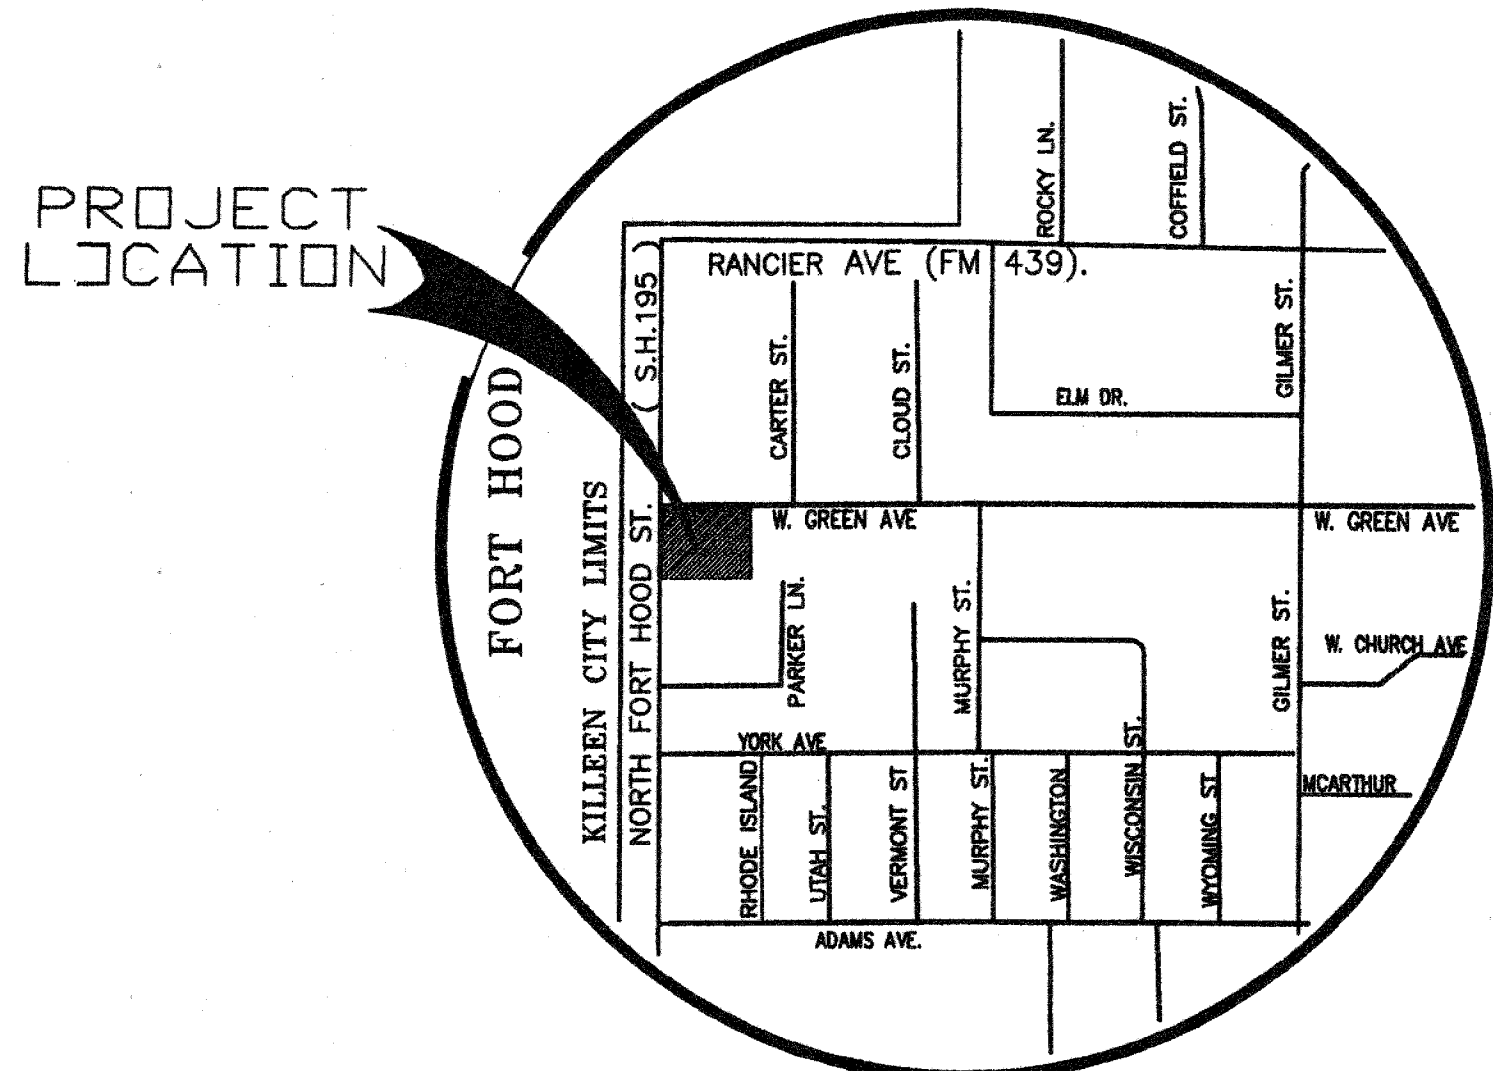 PROJECT
LOCATION
ROCKY LN.
COFFIELD ST.
RANCIER AVE (FM 439).
( S.H.195 )
GILMER ST.
CARTER ST.
CLOUD ST.
ELM DR.
FORT HOOD
KILLEEN CITY LIMITS
NORTH FORT HOOD ST.
W. GREEN AVE
W. GREEN AVE
PARKER LN.
MURPHY ST.
GILMER ST.
W. CHURCH AVE
YORK AVE
RHODE ISLAND
UTAH ST.
VERMONT ST
MURPHY ST.
WASHINGTON
WISCONSIN ST.
WYOMING ST
MCARTHUR
ADAMS AVE.